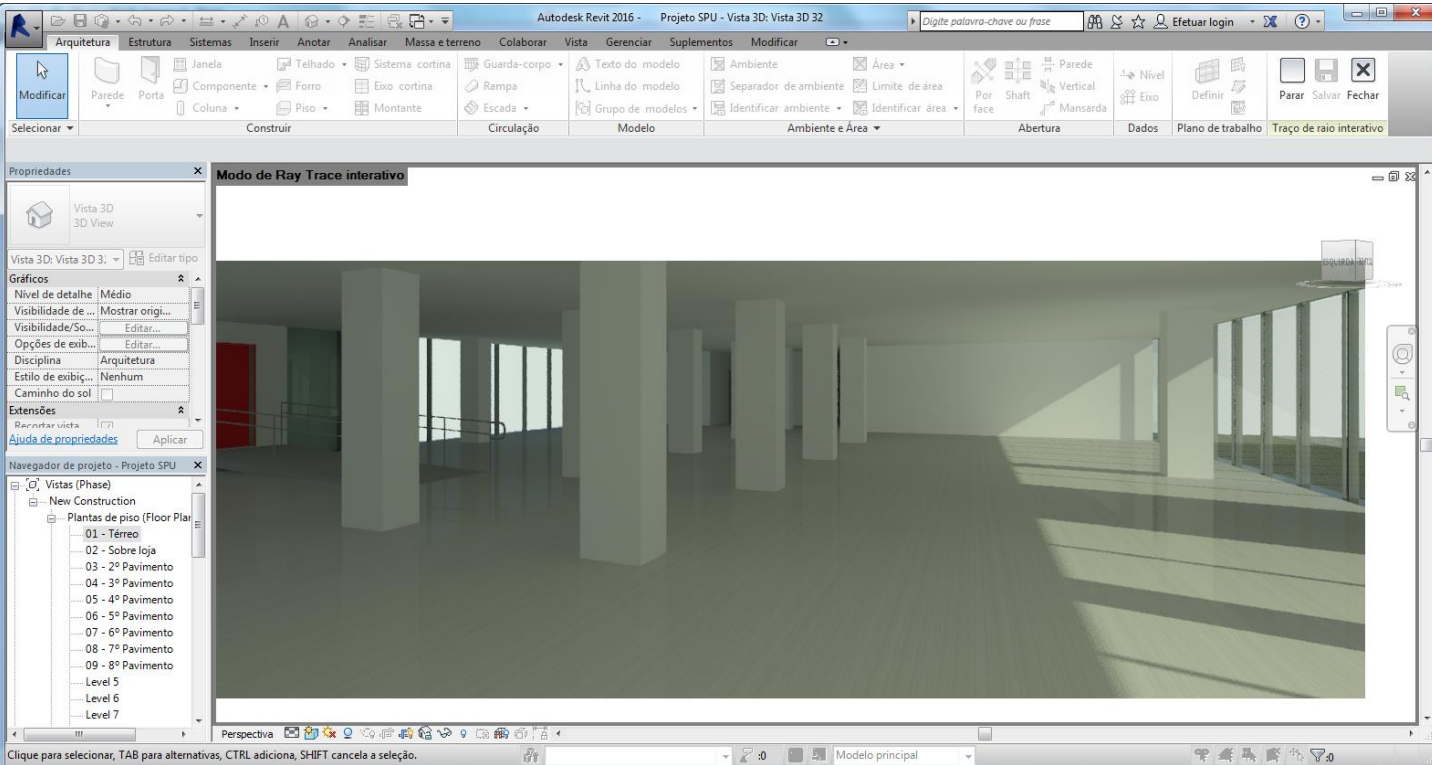 Autodesk Revit 2016 - Projeto SPU - Vista 3D: Vista 3D 32
Digite palavra-chave ou frase
Efetuar login
Arquitetura Estrutura Sistemas Inserir Anotar Analisar Massa e terreno Colaborar Vista Gerenciar Suplementos Modificar
Modificar
Parede
Porta
Janela
Componente
Coluna
Telhado
Forro
Piso
Sistema cortina
Eixo cortina
Montante
Guarda-corpo
Rampa
Escada
Texto do modelo
Linha do modelo
Grupo de modelos
Ambiente
Separador de ambiente
Identificar ambiente
Área
Limite de área
Identificar área
Por face
Shaft
Parede
Vertical
Mansarda
Nível
Eixo
Definir
Parar Salvar Fechar
Selecionar Construir Circulação Modelo Ambiente e Área Abertura Dados Plano de trabalho Traço de raio interativo
Propriedades
Vista 3D
3D View
Vista 3D: Vista 3D 3: Editar tipo
Gráficos
Nível de detalhe Médio
Visibilidade de ... Mostrar origi...
Visibilidade/So... Editar...
Opções de exib... Editar...
Disciplina Arquitetura
Estilo de exibiç... Nenhum
Caminho do sol
Extensões
Recortar vista
Ajuda de propriedades Aplicar
Navegador de projeto - Projeto SPU
Vistas (Phase)
New Construction
Plantas de piso (Floor Plan
01 - Térreo
02 - Sobre loja
03 - 2º Pavimento
04 - 3º Pavimento
05 - 4º Pavimento
06 - 5º Pavimento
07 - 6º Pavimento
08 - 7º Pavimento
09 - 8º Pavimento
Level 5
Level 6
Level 7
Modo de Ray Trace interativo
ESQUERDA
Perspectiva
Clique para selecionar, TAB para alternativas, CTRL adiciona, SHIFT cancela a seleção.
:0
Modelo principal
:0